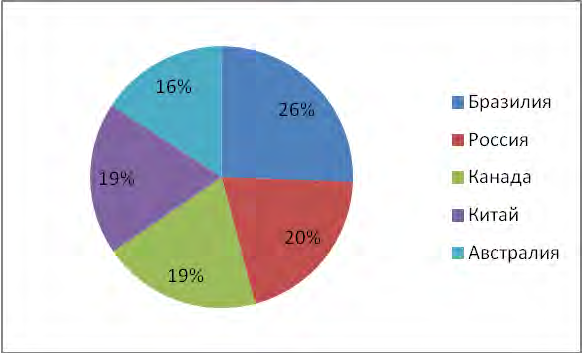 16%
26%
19%
20%
19%
Бразилия
Россия
Канада
Китай
Австралия